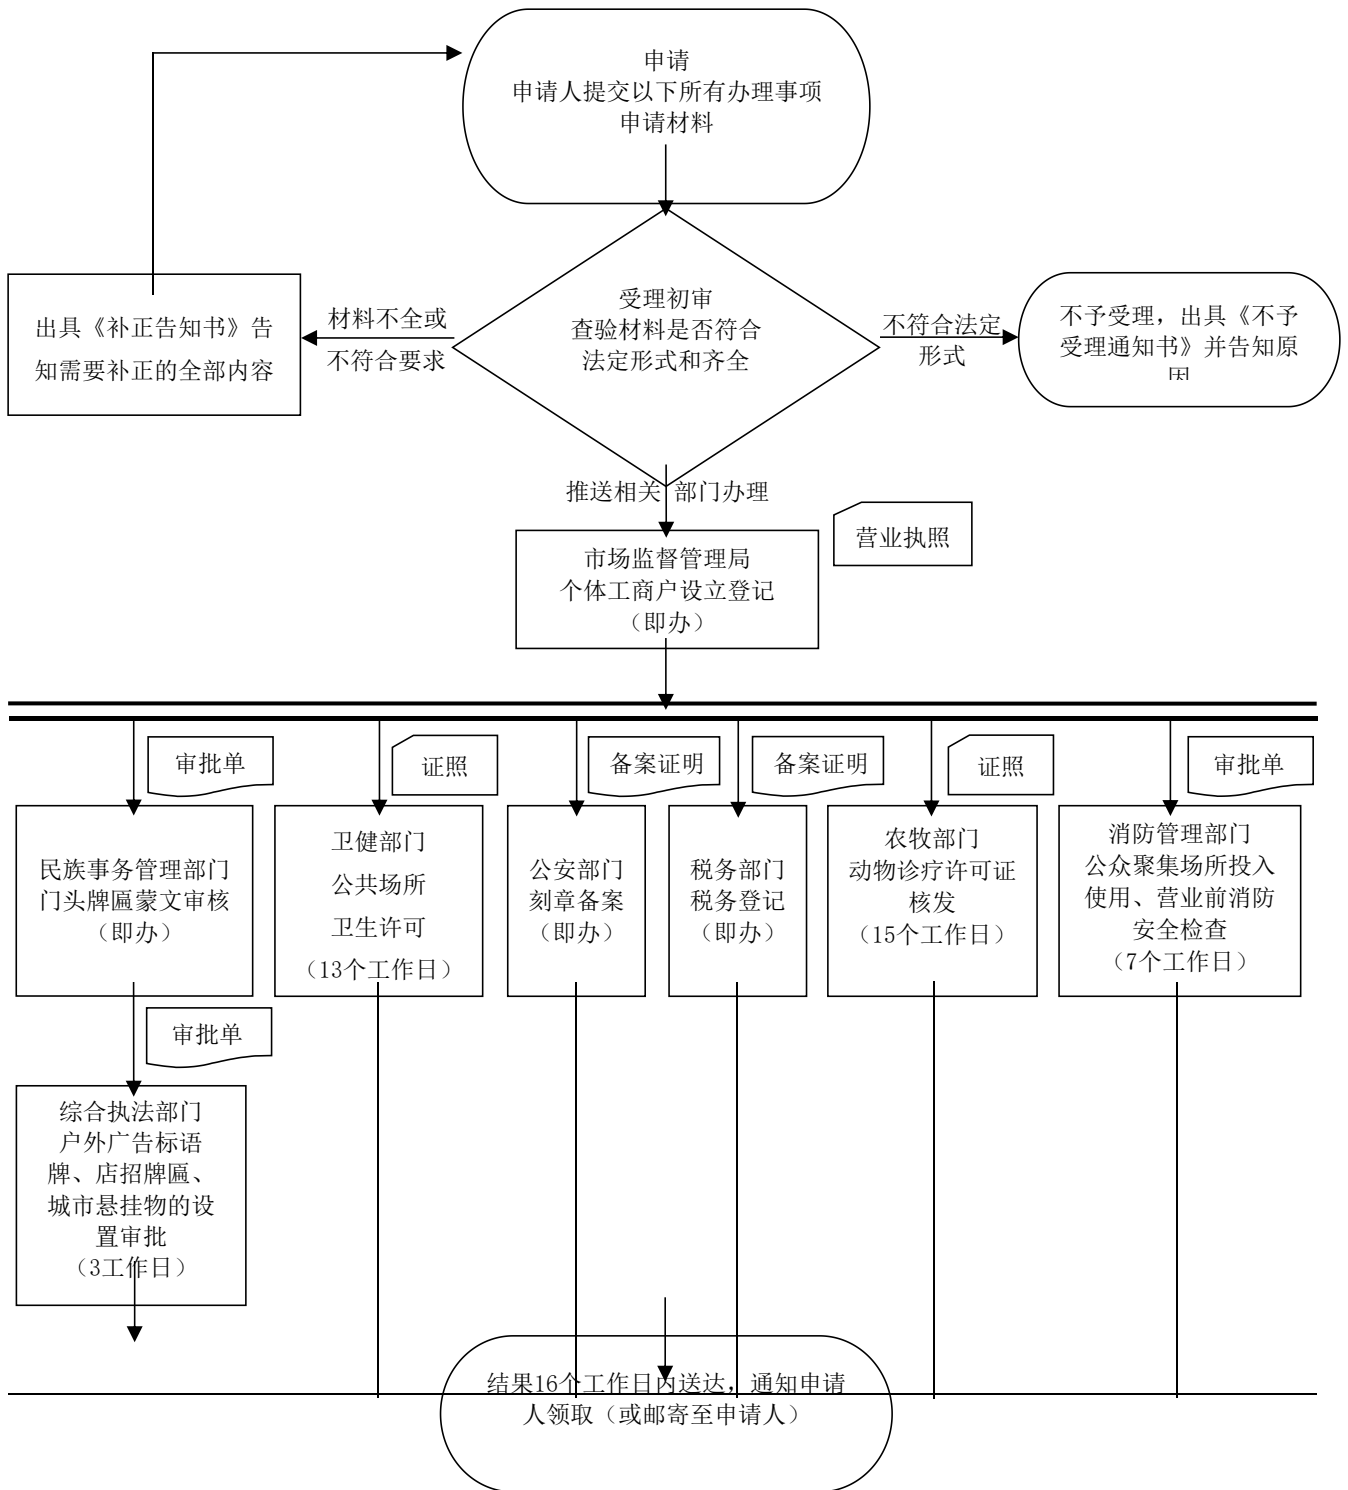 申请
申请人提交以下所有办理事项
申请材料
受理初审
查验材料是否符合
法定形式和齐全
材料不全或
不符合要求
出具《补正告知书》告
知需要补正的全部内容
不符合法定
形式
不予受理，出具《不予
受理通知书》并告知原
因
推送相关 部门办理
营业执照
市场监督管理局
个体工商户设立登记
（即办）
审批单
证照
备案证明
备案证明
证照
审批单
民族事务管理部门
门头牌匾蒙文审核
（即办）
卫健部门
公共场所
卫生许可
（13个工作日）
公安部门
刻章备案
（即办）
税务部门
税务登记
（即办）
农牧部门
动物诊疗许可证
核发
（15个工作日）
消防管理部门
公众聚集场所投入
使用、营业前消防
安全检查
（7个工作日）
审批单
综合执法部门
户外广告标语
牌、店招牌匾、
城市悬挂物的设
置审批
（3工作日）
结果16个工作日内送达，通知申请
人领取（或邮寄至申请人）